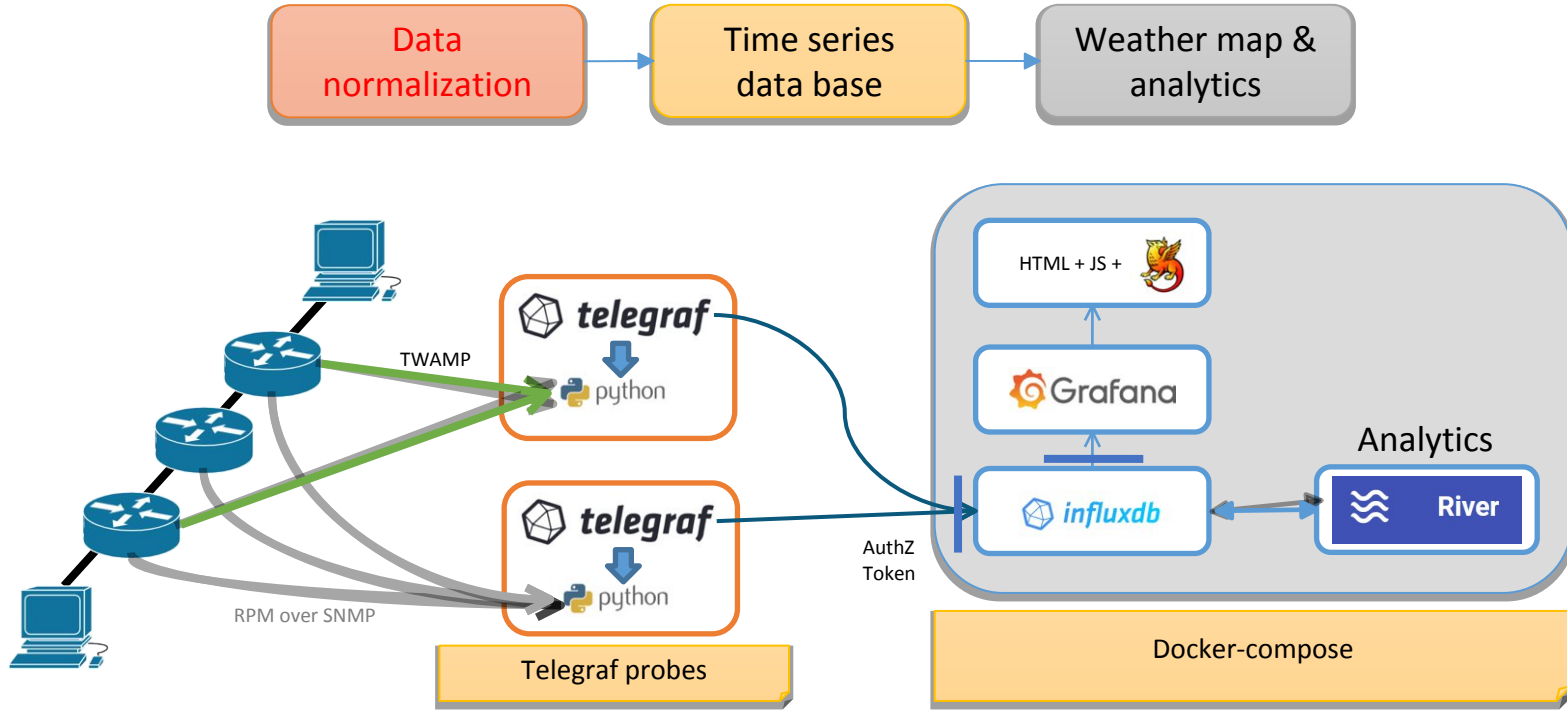 Data
normalization
Time series
data base
Weather map &
analytics
HTML + JS +
telegraf
python
TWAMP
Grafana
Analytics
influxdb
River
telegraf
python
AuthZ
Token
RPM over SNMP
Telegraf probes
Docker-compose